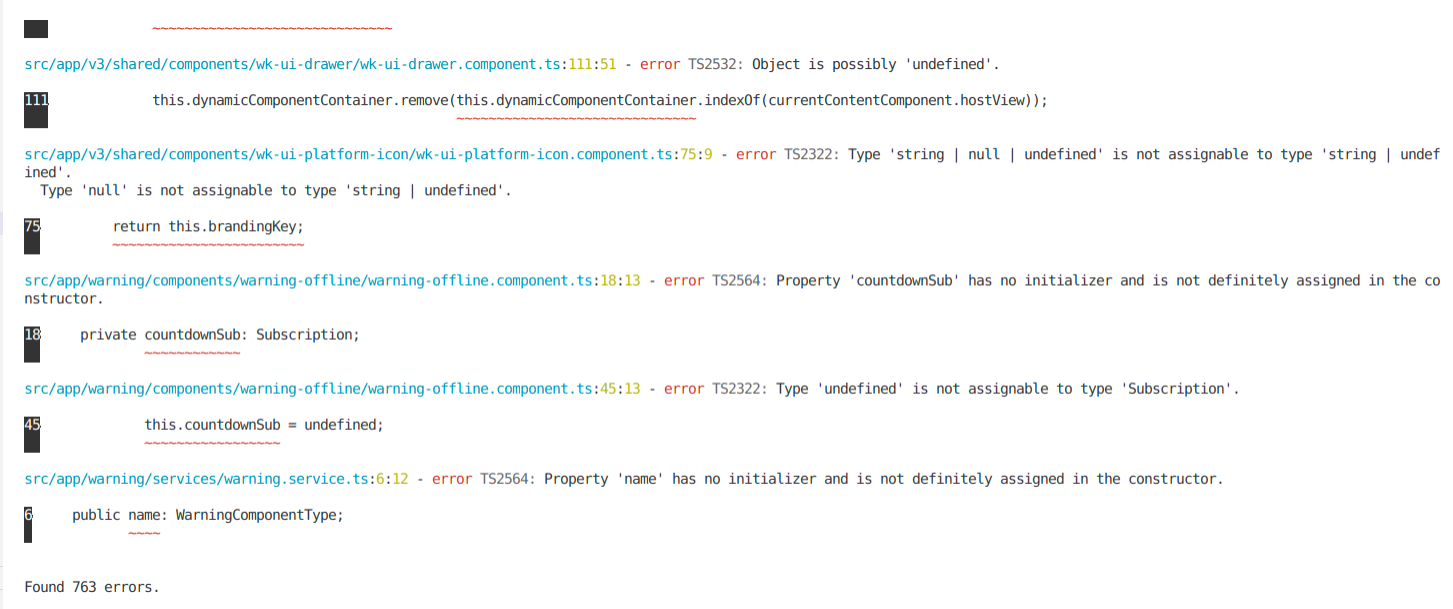 src/app/v3/shared/components/wk-ui-drawer/wk-ui-drawer.component.ts:111:51 - error TS2532: Object is possibly 'undefined'.
111             this.dynamicComponentContainer.remove(this.dynamicComponentContainer.indexOf(currentContentComponent.hostView));
src/app/v3/shared/components/wk-ui-platform-icon/wk-ui-platform-icon.component.ts:75:9 - error TS2322: Type 'string | null | undefined' is not assignable to type 'string | undef
ined'.
  Type 'null' is not assignable to type 'string | undefined'.
75         return this.brandingKey;
src/app/warning/components/warning-offline/warning-offline.component.ts:18:13 - error TS2564: Property 'countdownSub' has no initializer and is not definitely assigned in the co
nstructor.
18     private countdownSub: Subscription;
src/app/warning/components/warning-offline/warning-offline.component.ts:45:13 - error TS2322: Type 'undefined' is not assignable to type 'Subscription'.
45             this.countdownSub = undefined;
src/app/warning/services/warning.service.ts:6:12 - error TS2564: Property 'name' has no initializer and is not definitely assigned in the constructor.
6     public name: WarningComponentType;
Found 763 errors.